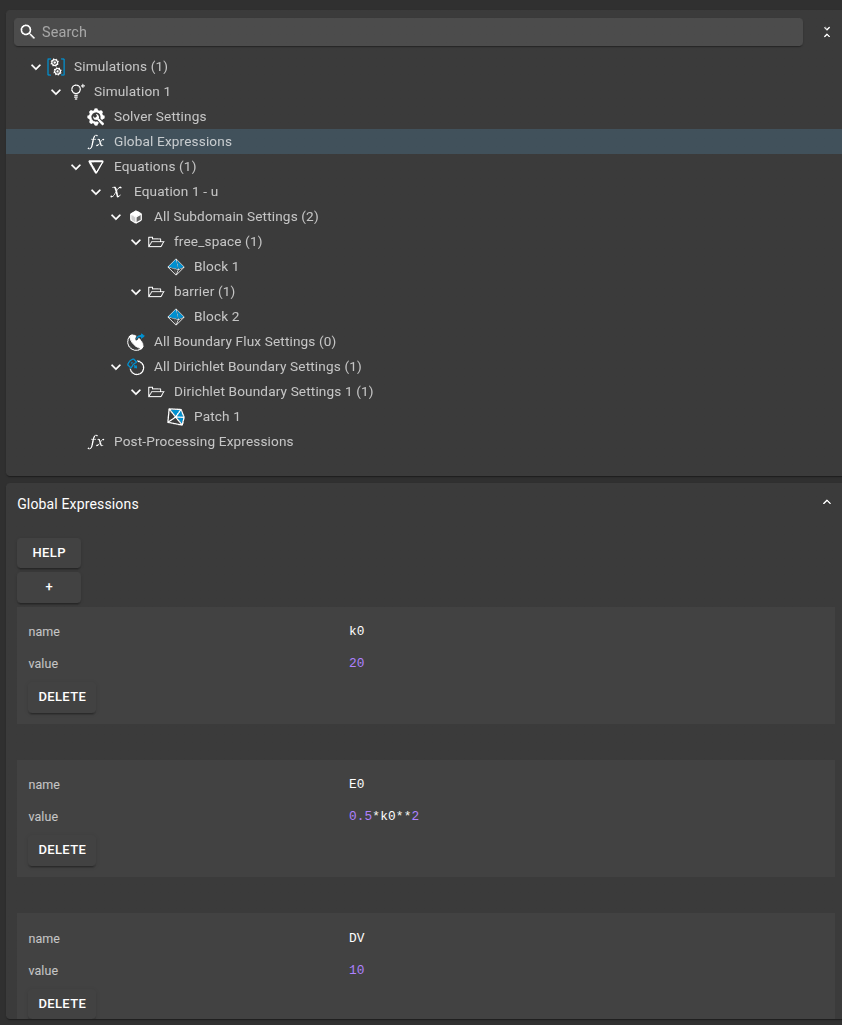 Search
Simulations (1)
Simulation 1
Solver Settings
fx Global Expressions
Equations (1)
x Equation 1 - u
All Subdomain Settings (2)
free_space (1)
Block 1
barrier (1)
Block 2
All Boundary Flux Settings (0)
All Dirichlet Boundary Settings (1)
Dirichlet Boundary Settings 1 (1)
Patch 1
fx Post-Processing Expressions
Global Expressions
HELP
+
name k0
value 20
DELETE
name E0
value 0.5*k0**2
DELETE
name DV
value 10
DELETE